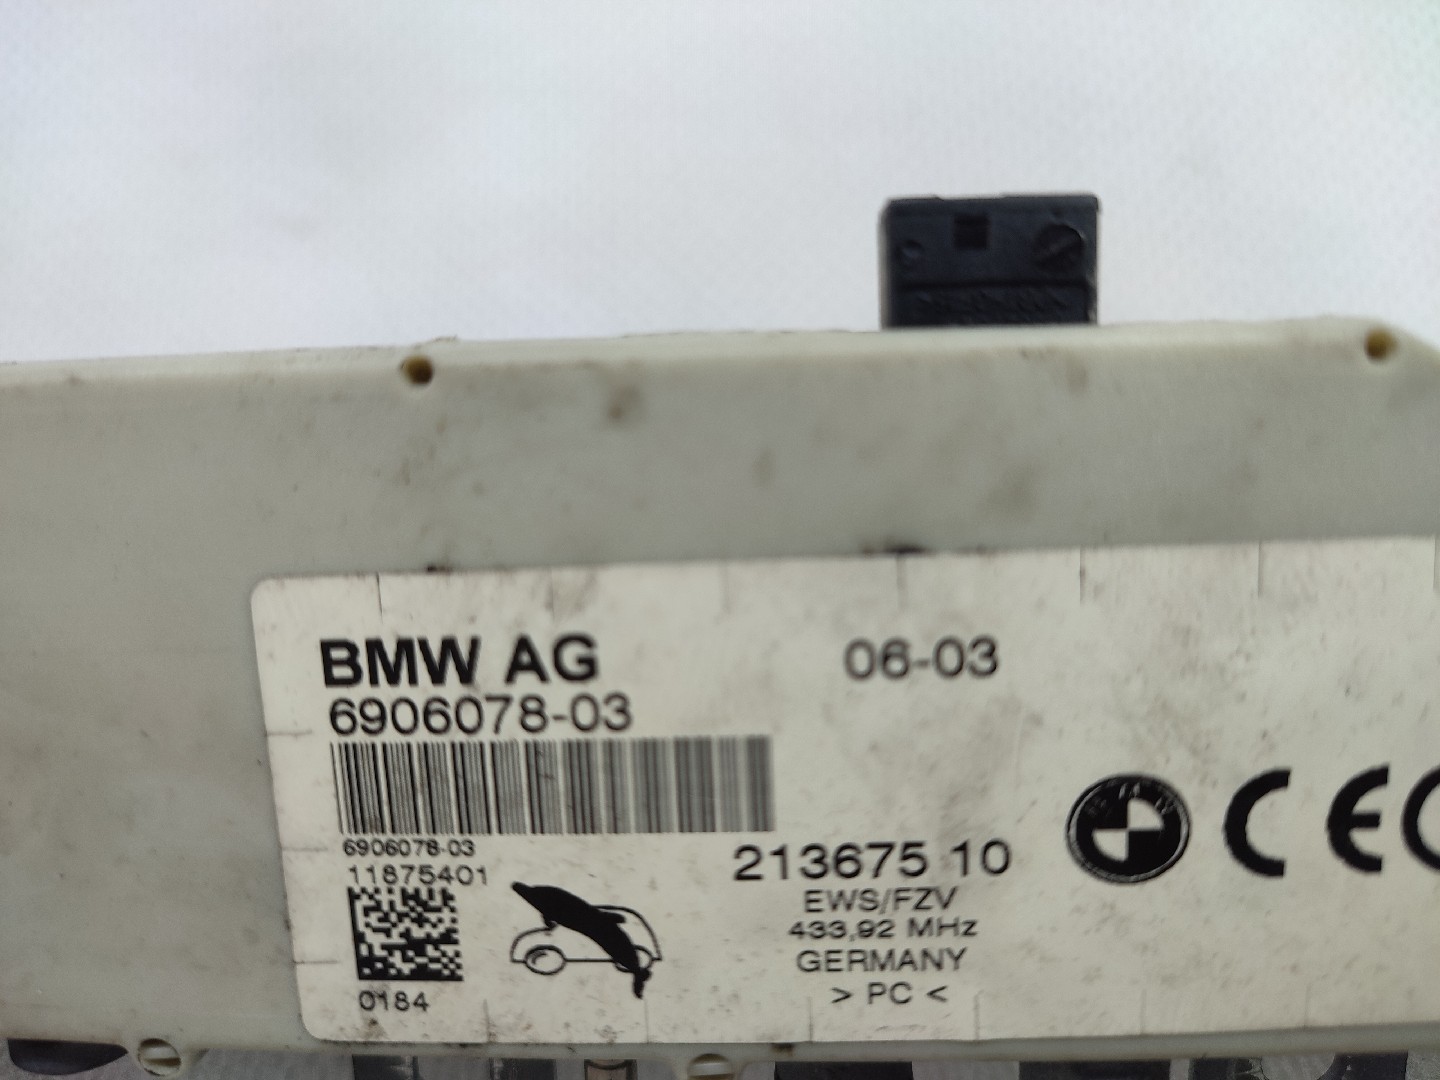 BMW AG 06-03
6906078-03
6906078-03
11875401
213675 10
EWS/FZV
433,92 MHz
GERMANY
> PC <
0184
CE